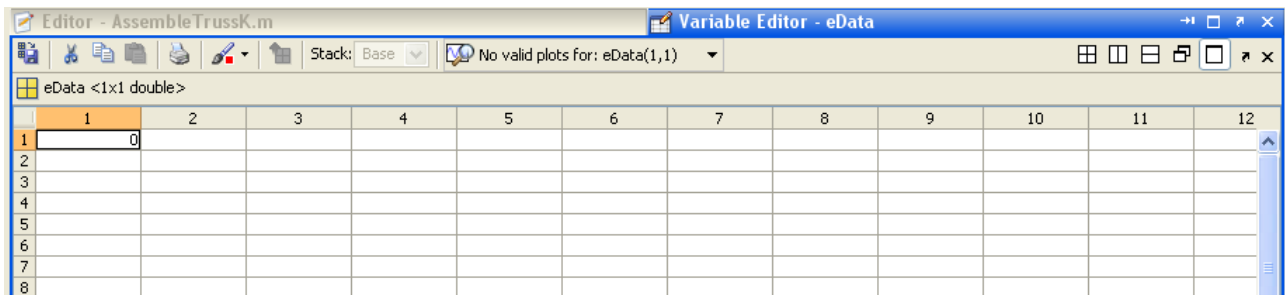 Editor - AssembleTrussK.m Variable Editor - eData
Stack: Base No valid plots for: eData(1,1)
eData <1x1 double>
1 2 3 4 5 6 7 8 9 10 11 12
1 0
2
3
4
5
6
7
8